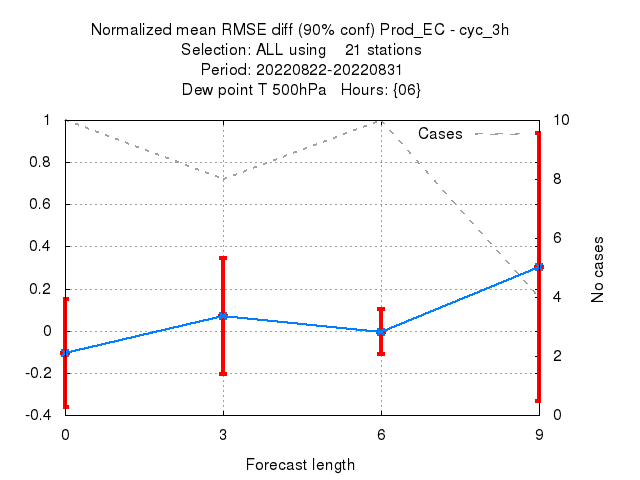 Normalized mean RMSE diff (90% conf) Prod_EC - cyc_3h
Selection: ALL using    21 stations
Period: 20220822-20220831
Dew point T 500hPa   Hours: {06}
Cases
1
0.8
0.6
0.4
0.2
0
-0.2
-0.4
10
8
6
4
2
0
No cases
0
3
6
9
Forecast length